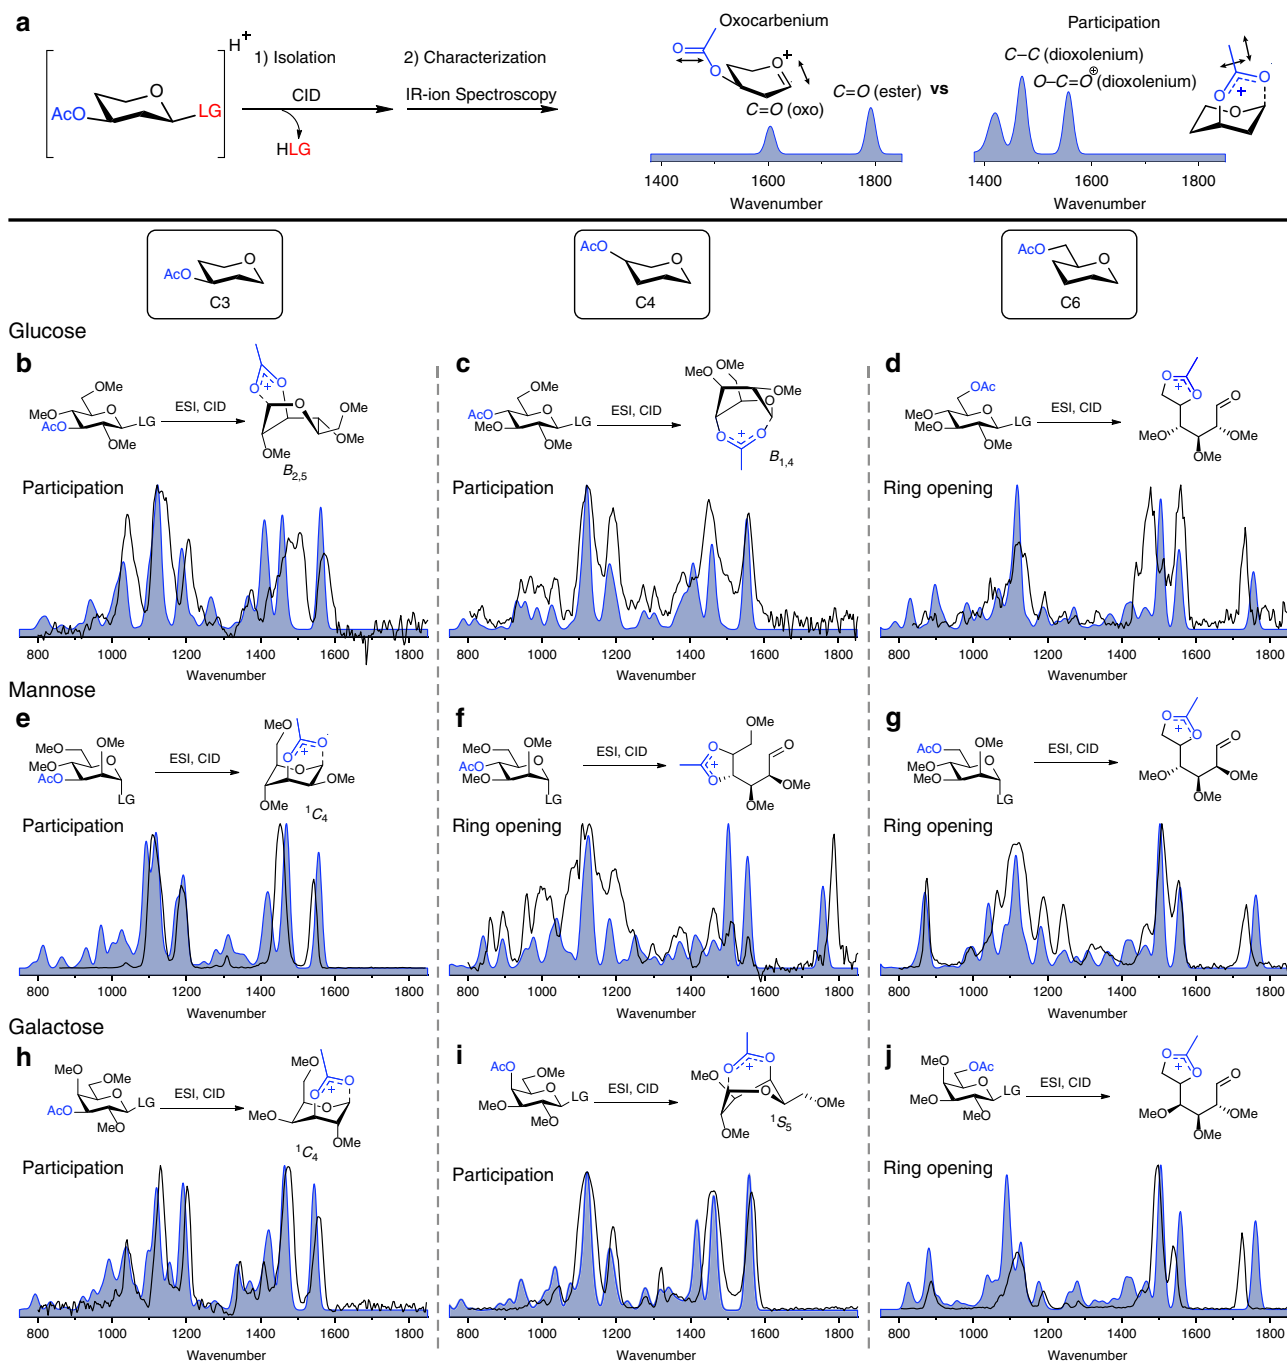 a
[ AcO O LG ] H+
1) Isolation
CID
HLG
2) Characterization
IR-ion Spectroscopy
Oxocarbenium
O
O
O
+
C=O (oxo)
C=O (ester)
vs
Participation
C–C (dioxolenium)
O–C=O⊕ (dioxolenium)
O
O
+
O
1400 1600 1800
Wavenumber
1400 1600 1800
Wavenumber
AcO O
C3
AcO O
C4
AcO O
C6
Glucose
b
OMe
MeO O
AcO LG
OMe
ESI, CID
O O
+
O
OMe
OMe
OMe
B2,5
Participation
800 1000 1200 1400 1600 1800
Wavenumber
c
OMe
AcO O
MeO LG
OMe
ESI, CID
OMe
MeO
OMe
O
O O
+
B1,4
Participation
800 1000 1200 1400 1600 1800
Wavenumber
d
OAc
MeO O
MeO LG
OMe
ESI, CID
O
+
O
O
MeO OMe
OMe
Ring opening
800 1000 1200 1400 1600 1800
Wavenumber
Mannose
e
MeO OMe
MeO O
AcO
LG
ESI, CID
MeO
O O
+
O
OMe
OMe
1C4
Participation
800 1000 1200 1400 1600 1800
Wavenumber
f
MeO OMe
AcO O
MeO
LG
ESI, CID
OMe
O
+
O
O
OMe
OMe
Ring opening
800 1000 1200 1400 1600 1800
Wavenumber
g
AcO OMe
MeO O
MeO
LG
ESI, CID
O
+
O
O
MeO OMe
OMe
Ring opening
800 1000 1200 1400 1600 1800
Wavenumber
Galactose
h
MeO
OMe
O
AcO LG
OMe
ESI, CID
MeO
O
+
O
MeO O
OMe
1C4
Participation
800 1000 1200 1400 1600 1800
Wavenumber
i
AcO
OMe
O
MeO LG
OMe
ESI, CID
O O
+
MeO O
OMe
OMe
1S5
Participation
800 1000 1200 1400 1600 1800
Wavenumber
j
MeO
OAc
O
MeO LG
OMe
ESI, CID
O
+
O
O
MeO OMe
OMe
Ring opening
800 1000 1200 1400 1600 1800
Wavenumber